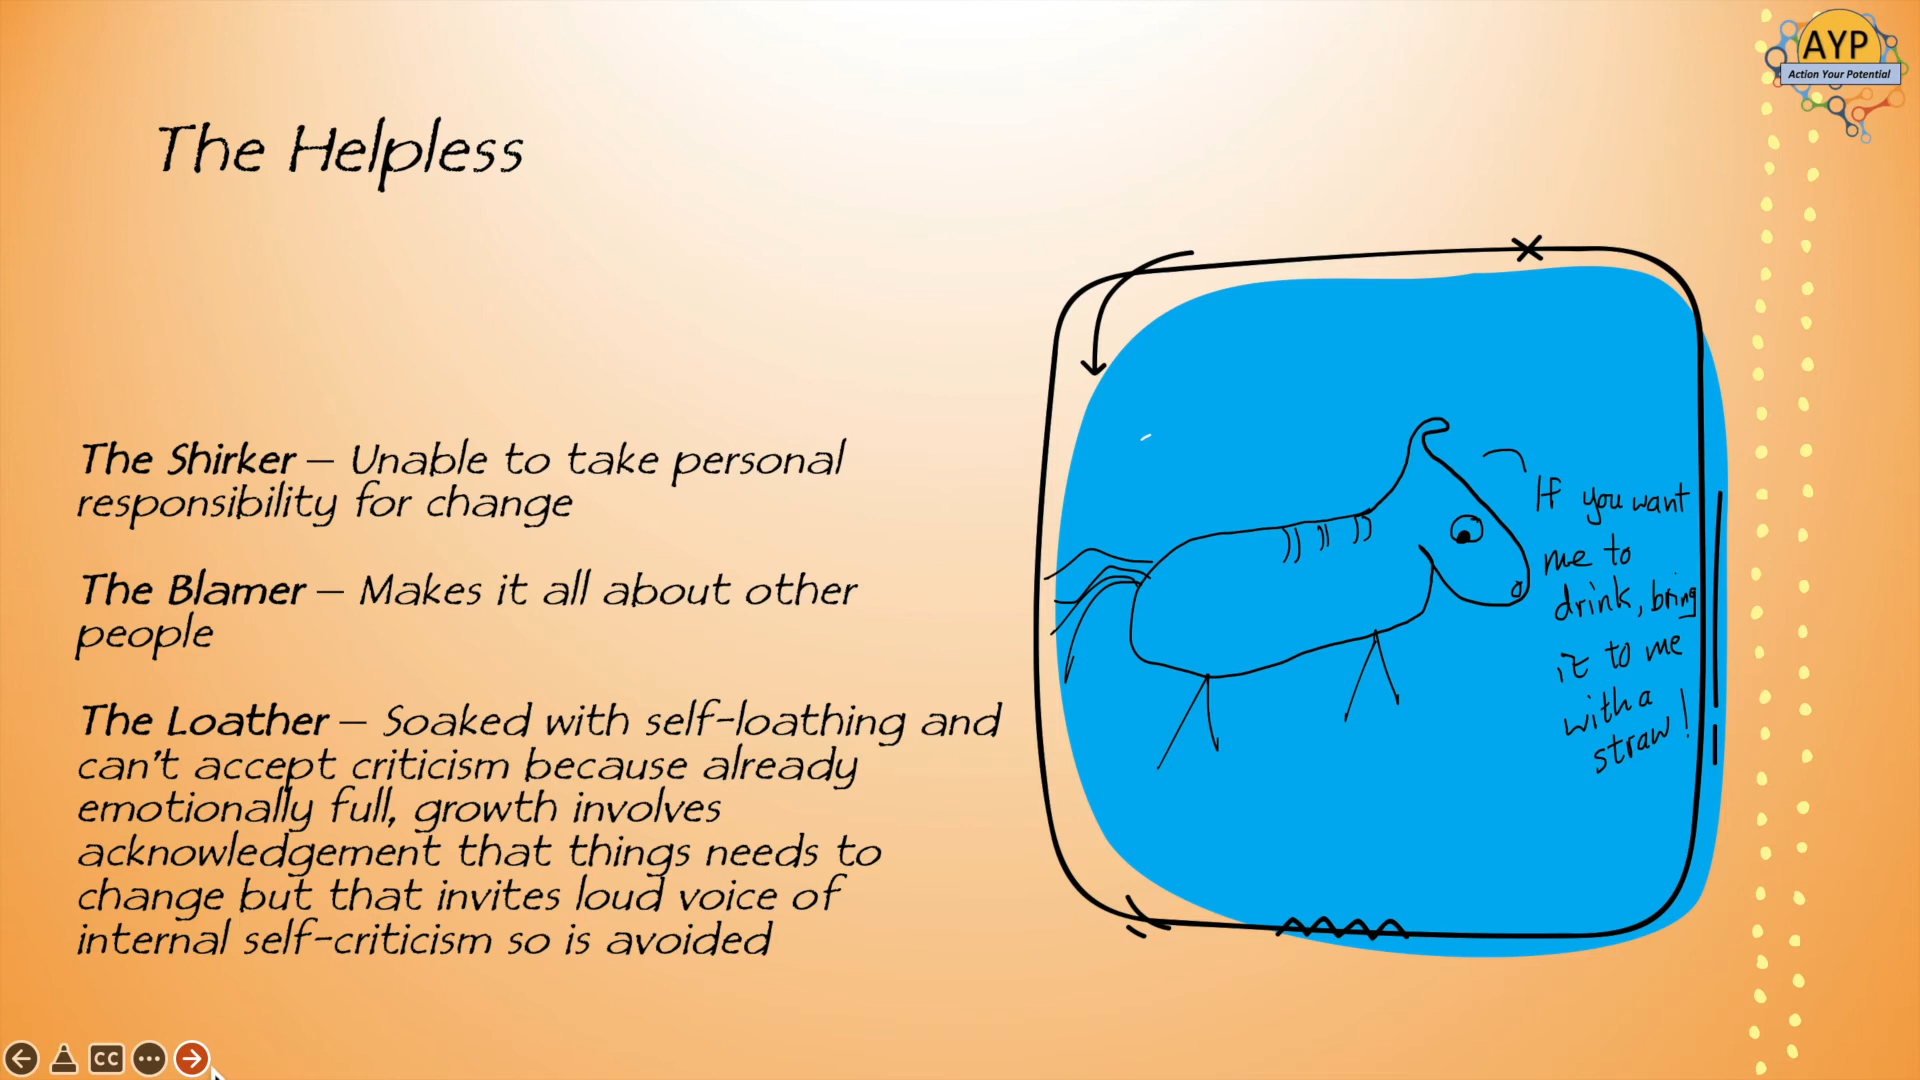 AYP
Action Your Potential
The Helpless
The Shirker – Unable to take personal
responsibility for change
The Blamer – Makes it all about other
people
The Loather – Soaked with self-loathing and
can't accept criticism because already
emotionally full, growth involves
acknowledgement that things needs to
change but that invites loud voice of
internal self-criticism so is avoided
If you want
me to
drink, bring
it to me
with a
straw!
CC